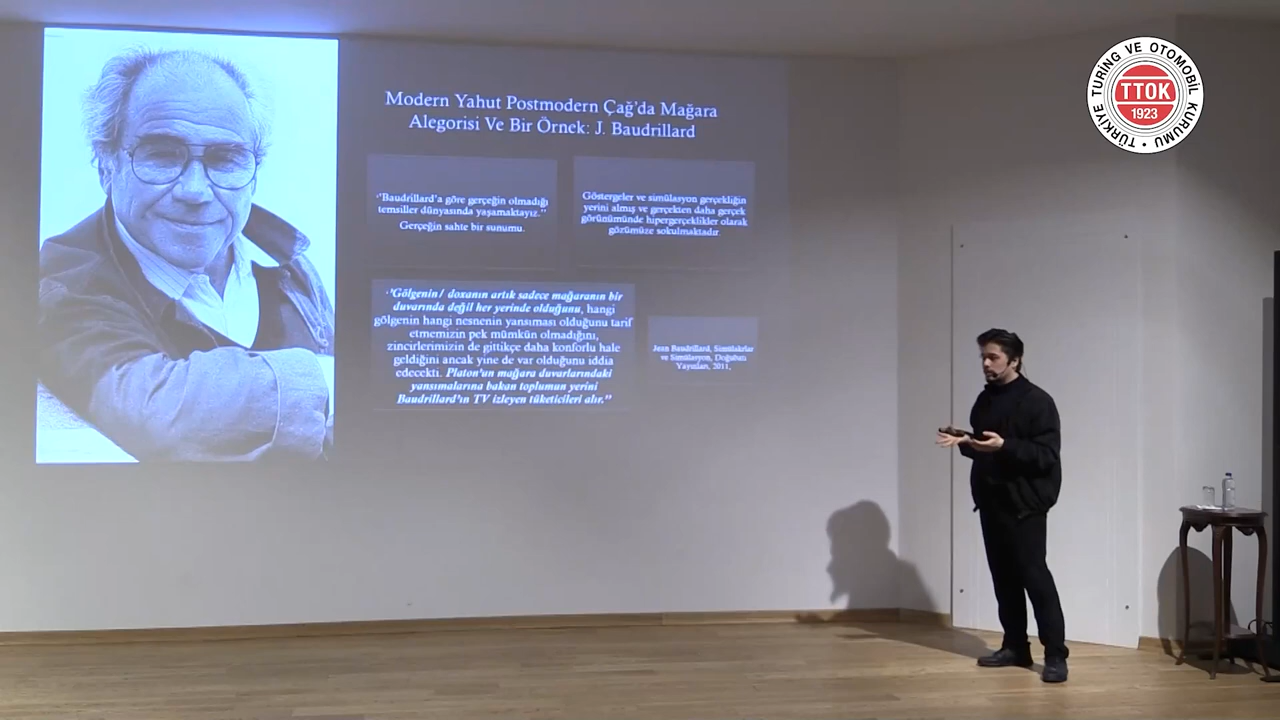 Modern Yahut Postmodern Çağ'da Mağara
Alegorisi Ve Bir Örnek: J. Baudrillard
"Baudrillard'a göre gerçeğin olmadığı
temsiller dünyasında yaşamaktayız."
Gerçeğin sahte bir sunumu.
Göstergeler ve simülasyon gerçekliğin
yerini almış ve gerçekten daha gerçek
görünümünde hipergerçeklikler olarak
gözümüze sokulmaktadır.
"Gölgenin/ doxanın artık sadece mağaranın bir
duvarında değil her yerinde olduğunu, hangi
gölgenin hangi nesnenin yansıması olduğunu tarif
etmemizin pek mümkün olmadığını,
zincirlerimizin de gittikçe daha konforlu hale
geldiğini ancak yine de var olduğunu iddia
edecekti. Platon'un mağara duvarlarındaki
yansımalarına bakan toplumun yerini
Baudrillard'ın TV izleyen tüketicileri alır."
Jean Baudrillard, Simülakrlar
ve Simülasyon, Doğubatı
Yayınları, 2011,
TÜRKİYE TURİNG VE OTOMOBİL KURUMU
TTOK
1923